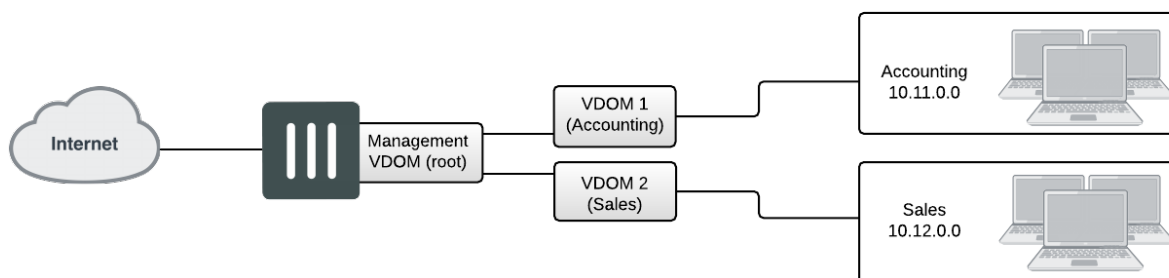 Internet
Management
VDOM (root)
VDOM 1
(Accounting)
VDOM 2
(Sales)
Accounting
10.11.0.0
Sales
10.12.0.0